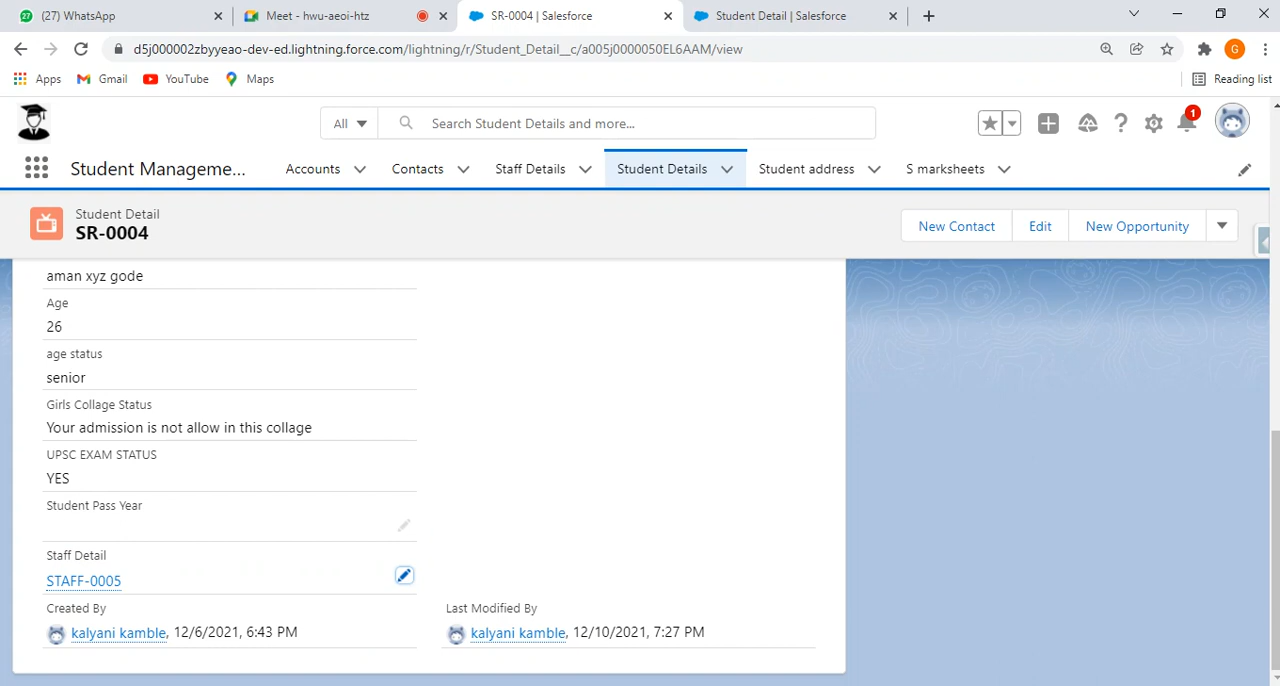 27 (27) WhatsApp
Meet - hwu-aeoi-htz
SR-0004 | Salesforce
Student Detail | Salesforce
d5j000002zbyyeao-dev-ed.lightning.force.com/lightning/r/Student_Detail__c/a005j0000050EL6AAM/view
G
Apps Gmail YouTube Maps Reading list
All Search Student Details and more... 1
Student Manageme... Accounts Contacts Staff Details Student Details Student address S marksheets
Student Detail
SR-0004
New Contact Edit New Opportunity
aman xyz gode
Age
26
age status
senior
Girls Collage Status
Your admission is not allow in this collage
UPSC EXAM STATUS
YES
Student Pass Year
Staff Detail
STAFF-0005
Created By
kalyani kamble, 12/6/2021, 6:43 PM
Last Modified By
kalyani kamble, 12/10/2021, 7:27 PM